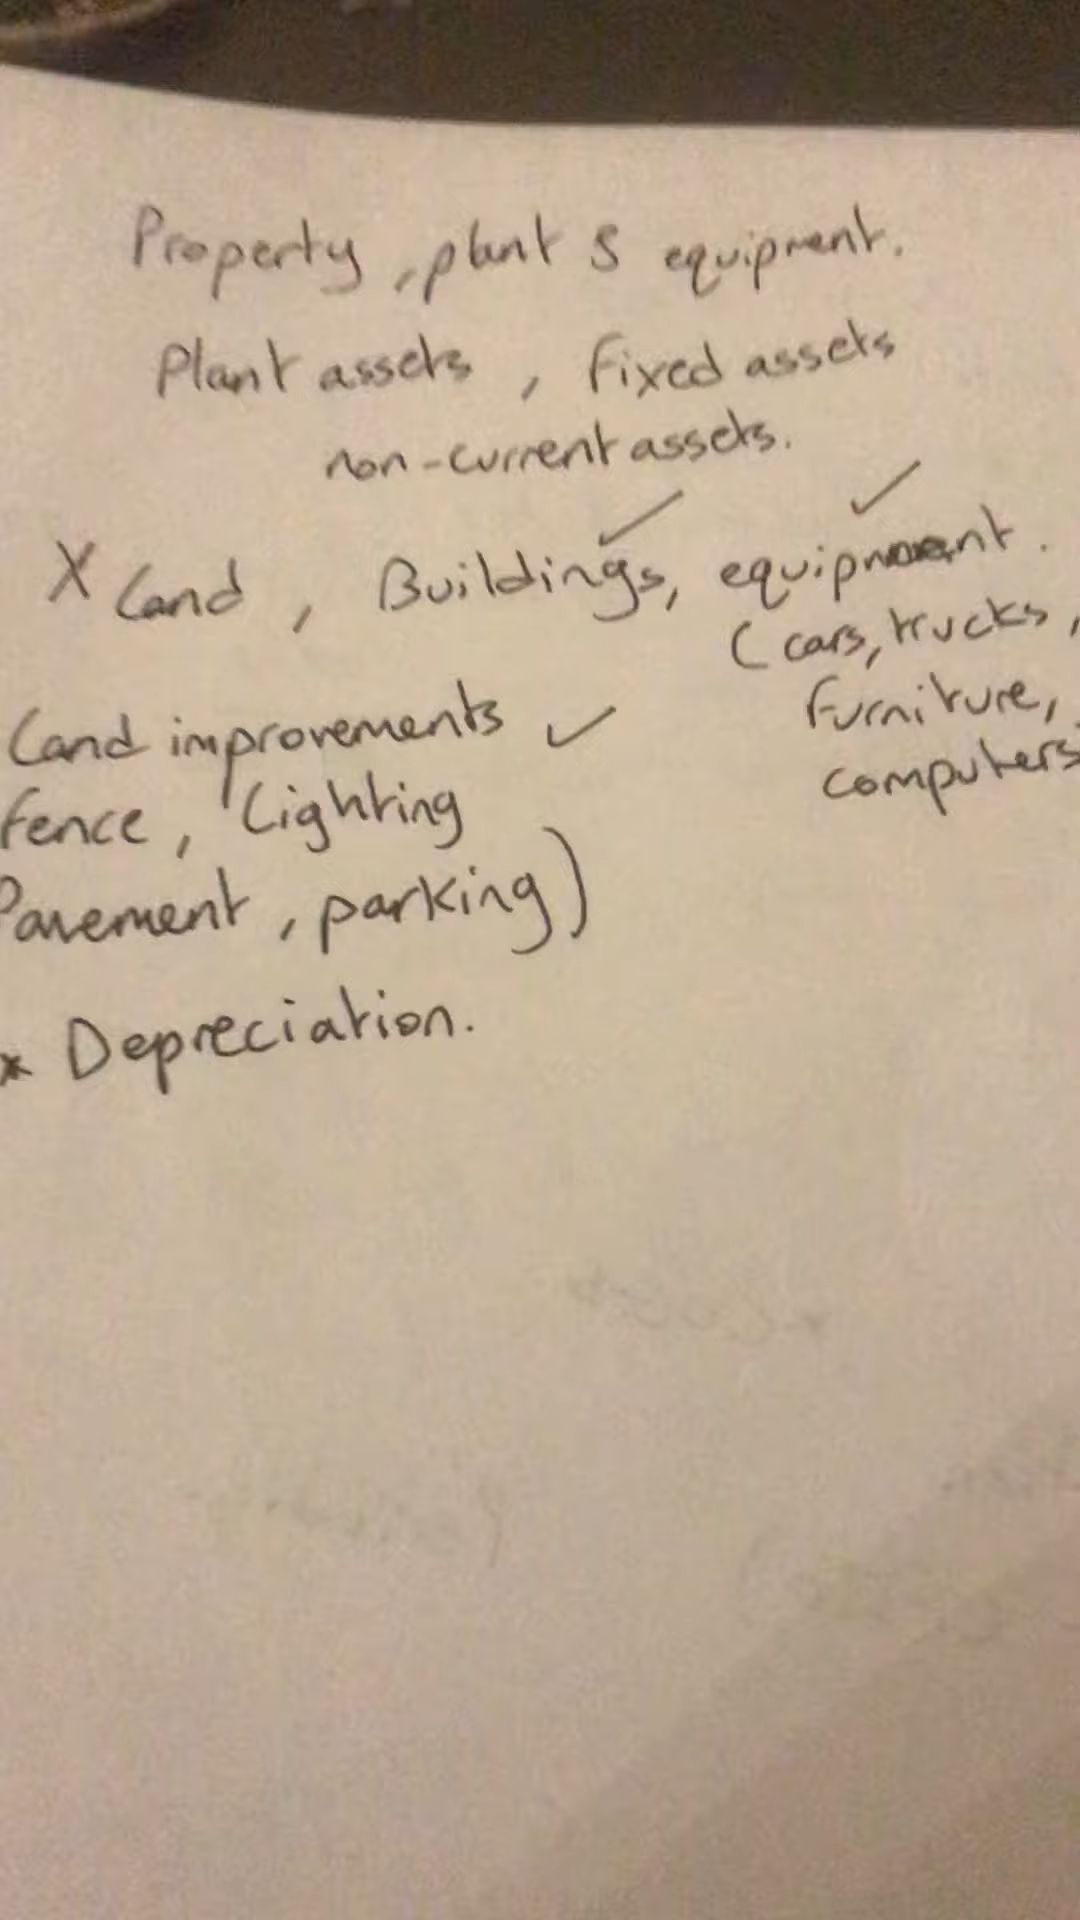 Property, plant & equipment.
Plant assets, fixed assets
non-current assets.
✓ ✓
X Land, Buildings, equipment.
(cars, trucks,
furniture,
computers
Land improvements ✓
fence, Lighting
Pavement, parking)
* Depreciation.